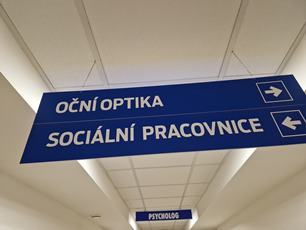 OČNÍ OPTIKA
SOCIÁLNÍ PRACOVNICE
PSYCHOLOG